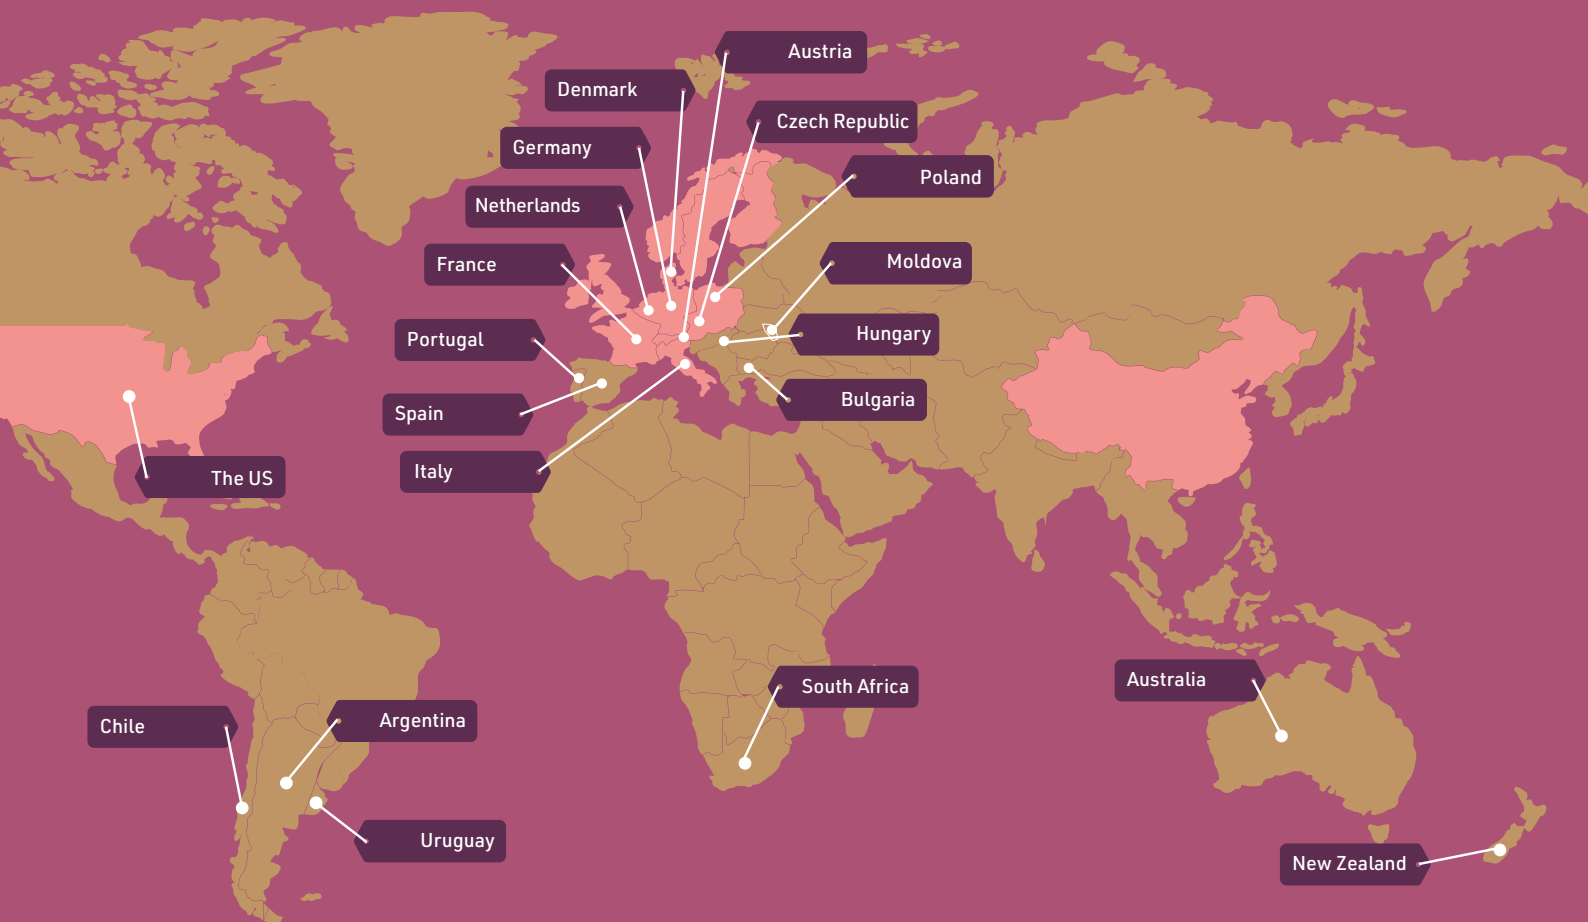 Austria
Denmark
Czech Republic
Germany
Poland
Netherlands
France
Moldova
Portugal
Hungary
Spain
Bulgaria
Italy
The US
South Africa
Australia
Chile
Argentina
Uruguay
New Zealand